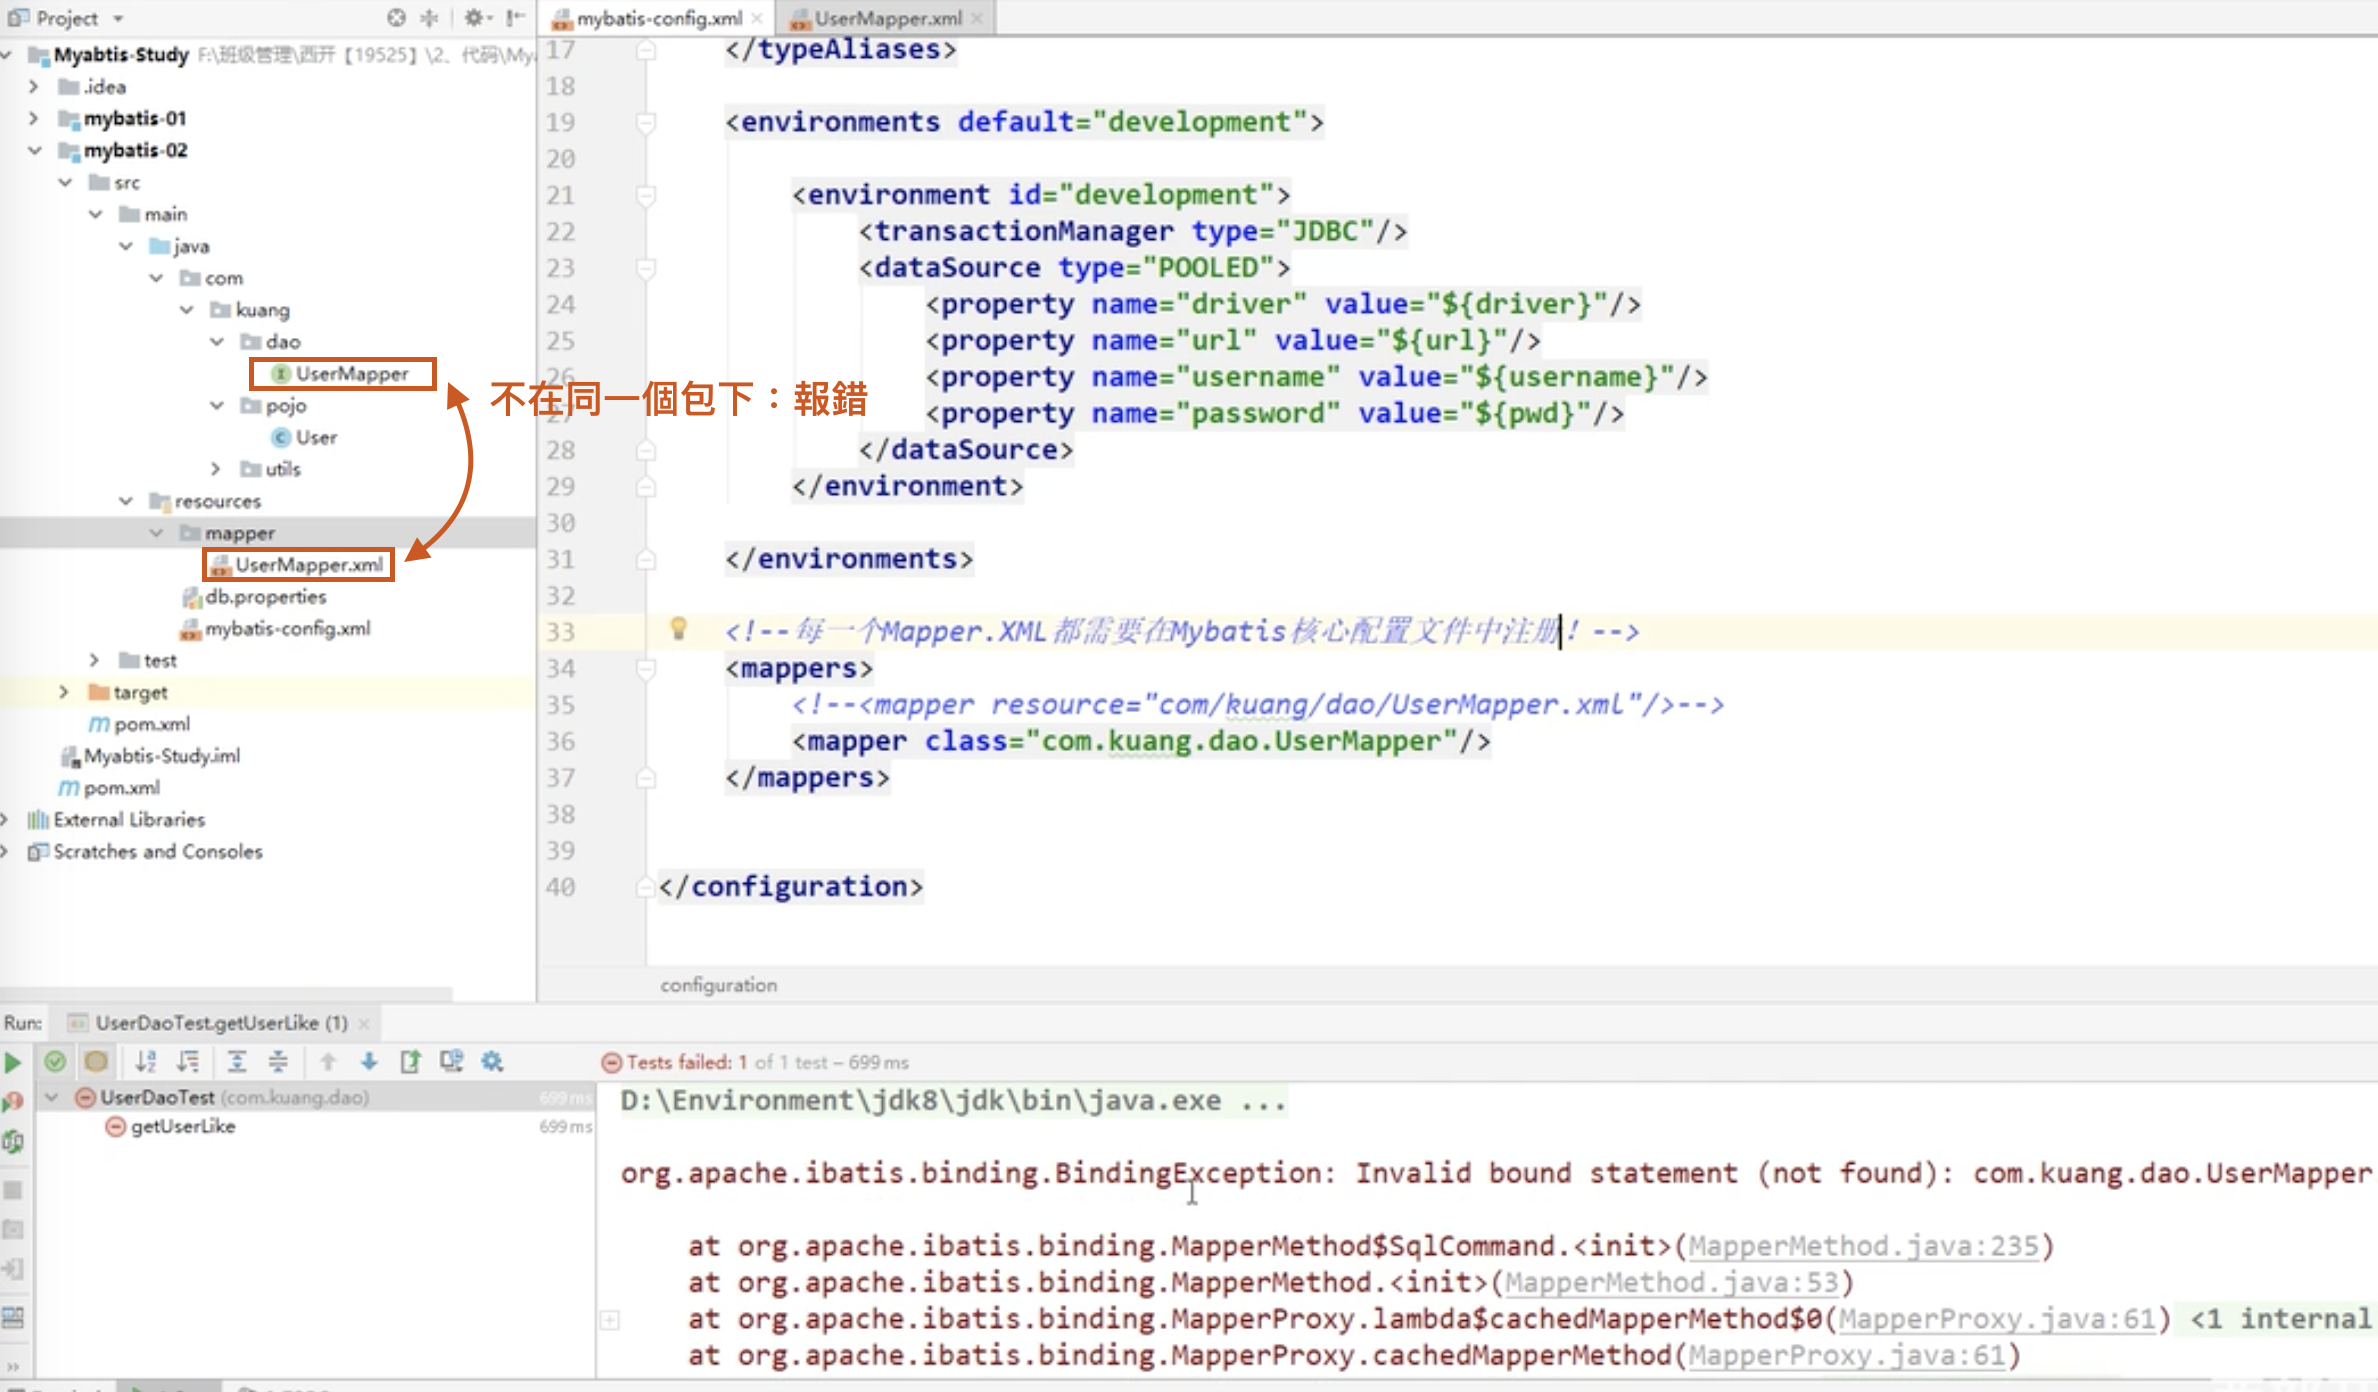 Project
Myabtis-Study F:\班级管理\西开【19525】\2、代码\My
.idea
mybatis-01
mybatis-02
src
main
java
com
kuang
dao
UserMapper
pojo
User
utils
resources
mapper
UserMapper.xml
db.properties
mybatis-config.xml
test
target
pom.xml
Myabtis-Study.iml
pom.xml
External Libraries
Scratches and Consoles
不在同一個包下：報錯
mybatis-config.xml
UserMapper.xml
17 </typeAliases>
18
19 <environments default="development">
20
21 <environment id="development">
22 <transactionManager type="JDBC"/>
23 <dataSource type="POOLED">
24 <property name="driver" value="${driver}"/>
25 <property name="url" value="${url}"/>
26 <property name="username" value="${username}"/>
27 <property name="password" value="${pwd}"/>
28 </dataSource>
29 </environment>
30
31 </environments>
32
33 <!--每一个Mapper.XML都需要在Mybatis核心配置文件中注册！-->
34 <mappers>
35 <!--<mapper resource="com/kuang/dao/UserMapper.xml"/>-->
36 <mapper class="com.kuang.dao.UserMapper"/>
37 </mappers>
38
39
40 </configuration>
configuration
Run: UserDaoTest.getUserLike (1)
Tests failed: 1 of 1 test – 699 ms
UserDaoTest (com.kuang.dao) 699 ms
getUserLike 699 ms
D:\Environment\jdk8\jdk\bin\java.exe ...
org.apache.ibatis.binding.BindingException: Invalid bound statement (not found): com.kuang.dao.UserMapper
at org.apache.ibatis.binding.MapperMethod$SqlCommand.<init>(MapperMethod.java:235)
at org.apache.ibatis.binding.MapperMethod.<init>(MapperMethod.java:53)
at org.apache.ibatis.binding.MapperProxy.lambda$cachedMapperMethod$0(MapperProxy.java:61) <1 internal
at org.apache.ibatis.binding.MapperProxy.cachedMapperMethod(MapperProxy.java:61)